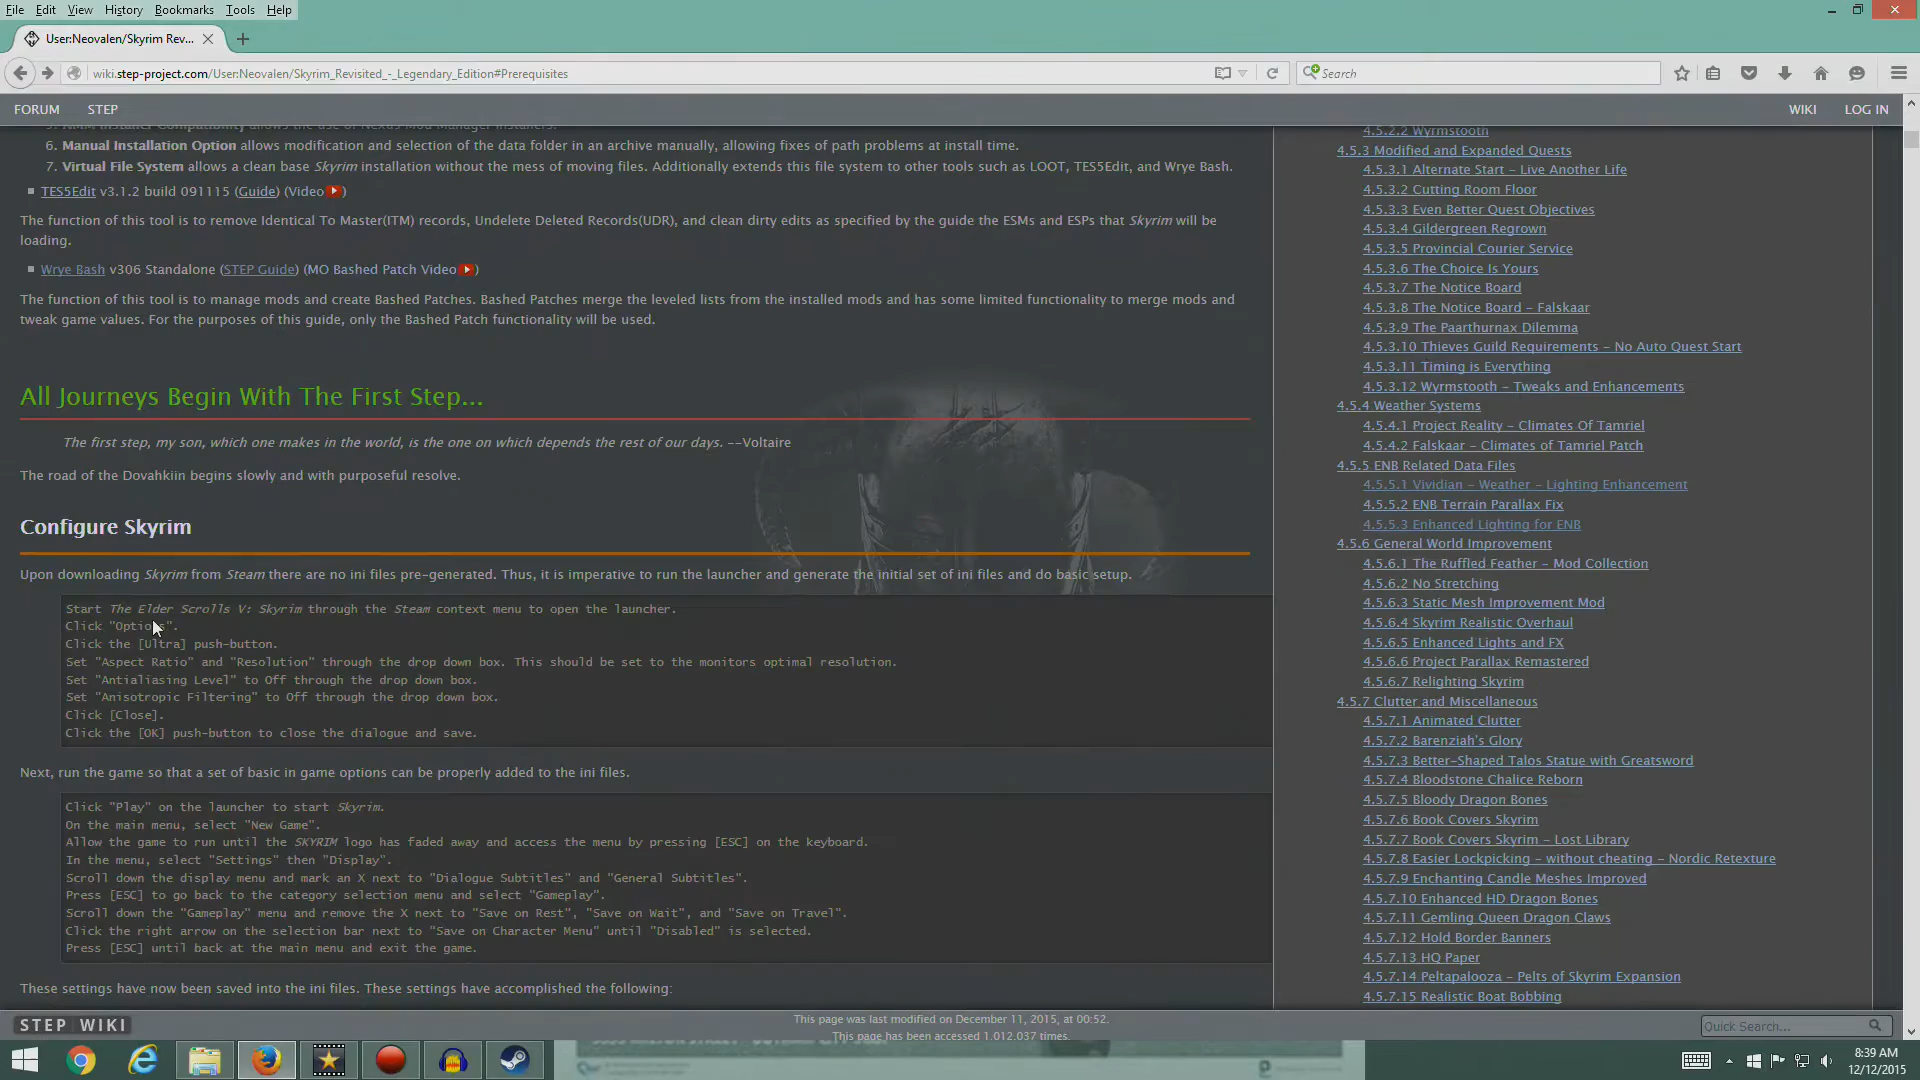 File Edit View History Bookmarks Tools Help
User:Neovalen/Skyrim Rev...
wiki.step-project.com/User:Neovalen/Skyrim_Revisited_-_Legendary_Edition#Prerequisites
Search
FORUM STEP WIKI LOG IN
5. NMM Installer Compatibility allows the use of Nexus Mod Manager installers.
6. Manual Installation Option allows modification and selection of the data folder in an archive manually, allowing fixes of path problems at install time.
7. Virtual File System allows a clean base Skyrim installation without the mess of moving files. Additionally extends this file system to other tools such as LOOT, TES5Edit, and Wrye Bash.
TES5Edit v3.1.2 build 091115 (Guide) (Video)
The function of this tool is to remove Identical To Master(ITM) records, Undelete Deleted Records(UDR), and clean dirty edits as specified by the guide the ESMs and ESPs that Skyrim will be
loading.
Wrye Bash v306 Standalone (STEP Guide) (MO Bashed Patch Video)
The function of this tool is to manage mods and create Bashed Patches. Bashed Patches merge the leveled lists from the installed mods and has some limited functionality to merge mods and
tweak game values. For the purposes of this guide, only the Bashed Patch functionality will be used.
All Journeys Begin With The First Step...
The first step, my son, which one makes in the world, is the one on which depends the rest of our days. --Voltaire
The road of the Dovahkiin begins slowly and with purposeful resolve.
Configure Skyrim
Upon downloading Skyrim from Steam there are no ini files pre-generated. Thus, it is imperative to run the launcher and generate the initial set of ini files and do basic setup.
Start The Elder Scrolls V: Skyrim through the Steam context menu to open the launcher.
Click "Options".
Click the [Ultra] push-button.
Set "Aspect Ratio" and "Resolution" through the drop down box. This should be set to the monitors optimal resolution.
Set "Antialiasing Level" to Off through the drop down box.
Set "Anisotropic Filtering" to Off through the drop down box.
Click [Close].
Click the [OK] push-button to close the dialogue and save.
Next, run the game so that a set of basic in game options can be properly added to the ini files.
Click "Play" on the launcher to start Skyrim.
On the main menu, select "New Game".
Allow the game to run until the SKYRIM logo has faded away and access the menu by pressing [ESC] on the keyboard.
In the menu, select "Settings" then "Display".
Scroll down the display menu and mark an X next to "Dialogue Subtitles" and "General Subtitles".
Press [ESC] to go back to the category selection menu and select "Gameplay".
Scroll down the "Gameplay" menu and remove the X next to "Save on Rest", "Save on Wait", and "Save on Travel".
Click the right arrow on the selection bar next to "Save on Character Menu" until "Disabled" is selected.
Press [ESC] until back at the main menu and exit the game.
These settings have now been saved into the ini files. These settings have accomplished the following:
4.5.2.2 Wyrmstooth
4.5.3 Modified and Expanded Quests
4.5.3.1 Alternate Start – Live Another Life
4.5.3.2 Cutting Room Floor
4.5.3.3 Even Better Quest Objectives
4.5.3.4 Gildergreen Regrown
4.5.3.5 Provincial Courier Service
4.5.3.6 The Choice Is Yours
4.5.3.7 The Notice Board
4.5.3.8 The Notice Board – Falskaar
4.5.3.9 The Paarthurnax Dilemma
4.5.3.10 Thieves Guild Requirements – No Auto Quest Start
4.5.3.11 Timing is Everything
4.5.3.12 Wyrmstooth – Tweaks and Enhancements
4.5.4 Weather Systems
4.5.4.1 Project Reality – Climates Of Tamriel
4.5.4.2 Falskaar – Climates of Tamriel Patch
4.5.5 ENB Related Data Files
4.5.5.1 Vividian – Weather – Lighting Enhancement
4.5.5.2 ENB Terrain Parallax Fix
4.5.5.3 Enhanced Lighting for ENB
4.5.6 General World Improvement
4.5.6.1 The Ruffled Feather – Mod Collection
4.5.6.2 No Stretching
4.5.6.3 Static Mesh Improvement Mod
4.5.6.4 Skyrim Realistic Overhaul
4.5.6.5 Enhanced Lights and FX
4.5.6.6 Project Parallax Remastered
4.5.6.7 Relighting Skyrim
4.5.7 Clutter and Miscellaneous
4.5.7.1 Animated Clutter
4.5.7.2 Barenziah's Glory
4.5.7.3 Better-Shaped Talos Statue with Greatsword
4.5.7.4 Bloodstone Chalice Reborn
4.5.7.5 Bloody Dragon Bones
4.5.7.6 Book Covers Skyrim
4.5.7.7 Book Covers Skyrim – Lost Library
4.5.7.8 Easier Lockpicking – without cheating – Nordic Retexture
4.5.7.9 Enchanting Candle Meshes Improved
4.5.7.10 Enhanced HD Dragon Bones
4.5.7.11 Gemling Queen Dragon Claws
4.5.7.12 Hold Border Banners
4.5.7.13 HQ Paper
4.5.7.14 Peltapalooza – Pelts of Skyrim Expansion
4.5.7.15 Realistic Boat Bobbing
STEP WIKI
This page was last modified on December 11, 2015, at 00:52.
This page has been accessed 1,012,037 times.
Quick Search...
8:39 AM
12/12/2015